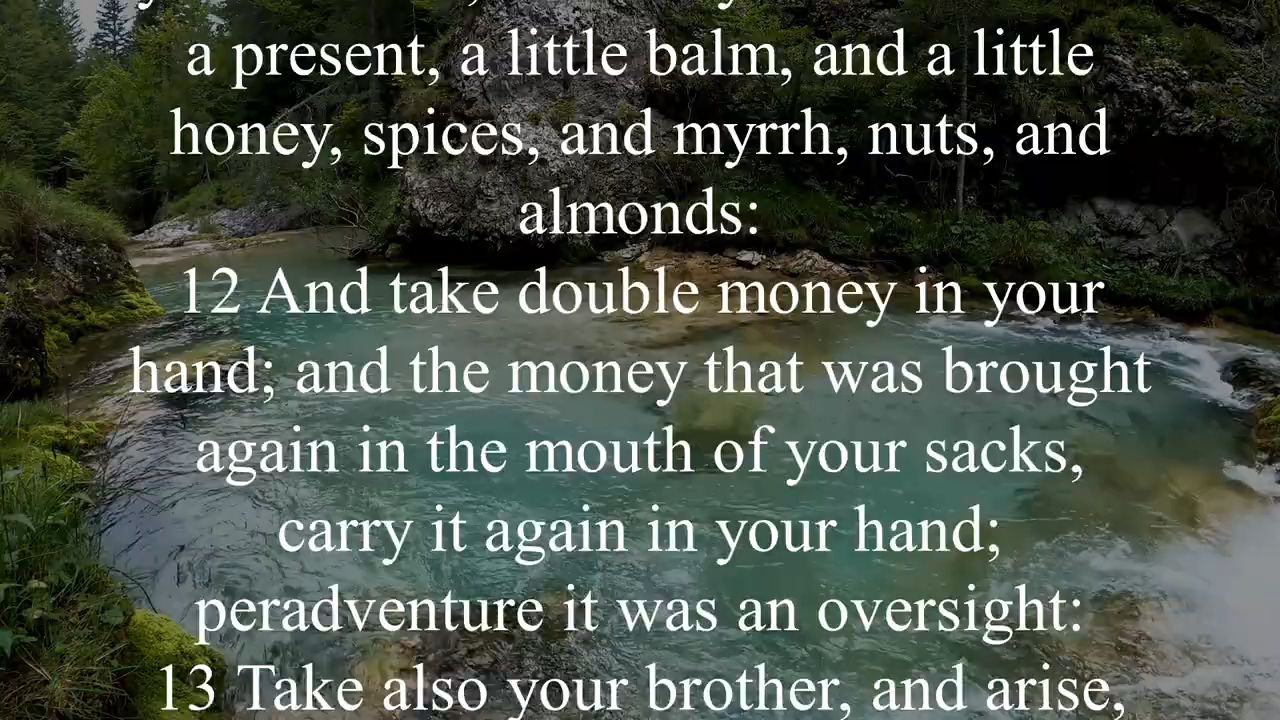 a present, a little balm, and a little
honey, spices, and myrrh, nuts, and
almonds:
12 And take double money in your
hand; and the money that was brought
again in the mouth of your sacks,
carry it again in your hand;
peradventure it was an oversight:
13 Take also your brother, and arise,